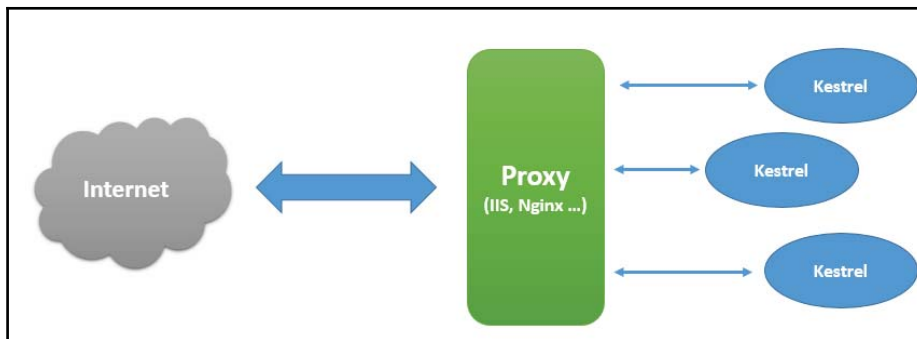 Internet
Proxy
(IIS, Nginx ...)
Kestrel
Kestrel
Kestrel